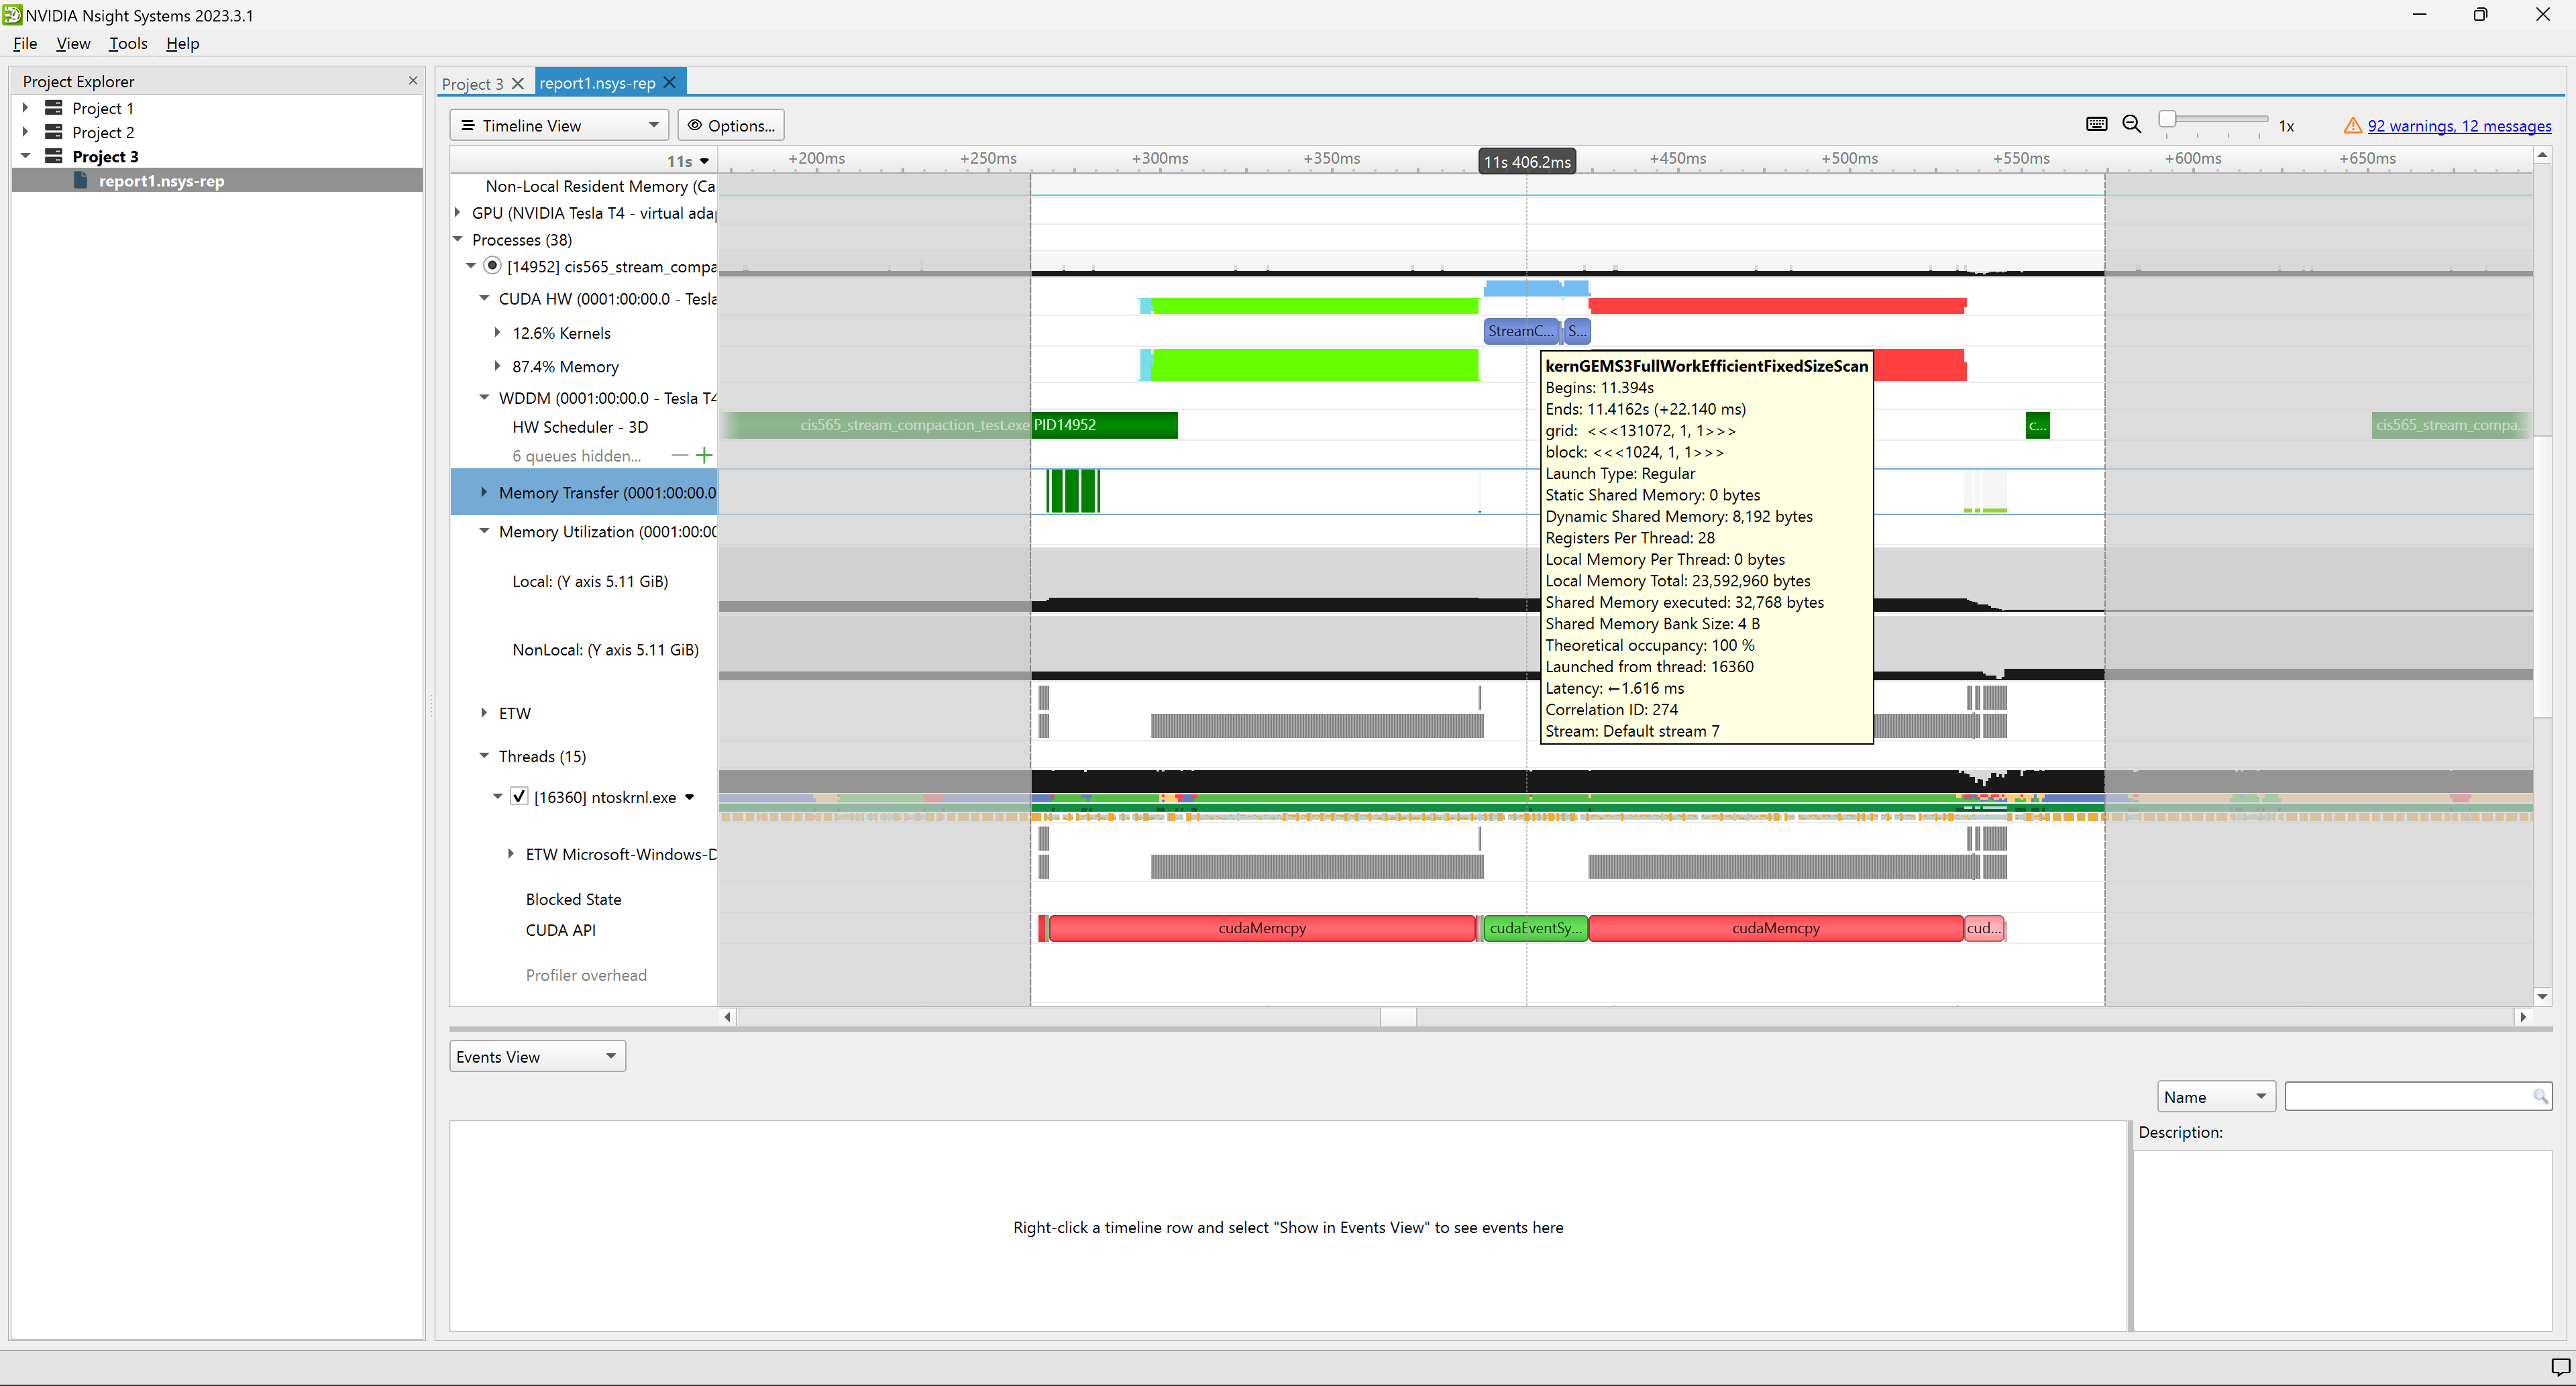 NVIDIA Nsight Systems 2023.3.1
File View Tools Help
Project Explorer
Project 1
Project 2
Project 3
report1.nsys-rep
Project 3
report1.nsys-rep
Timeline View
Options...
1x
92 warnings, 12 messages
11s
+200ms +250ms +300ms +350ms 11s 406.2ms +450ms +500ms +550ms +600ms +650ms
Non-Local Resident Memory (Ca
GPU (NVIDIA Tesla T4 - virtual ada
Processes (38)
[14952] cis565_stream_compa
CUDA HW (0001:00:00.0 - Tesla
12.6% Kernels
StreamC... S...
87.4% Memory
WDDM (0001:00:00.0 - Tesla T4
HW Scheduler - 3D
cis565_stream_compaction_test.exe PID14952
c...
cis565_stream_compa...
6 queues hidden...
Memory Transfer (0001:00:00.0
Memory Utilization (0001:00:00
Local: (Y axis 5.11 GiB)
NonLocal: (Y axis 5.11 GiB)
ETW
Threads (15)
[16360] ntoskrnl.exe
ETW Microsoft-Windows-D
Blocked State
CUDA API
cudaMemcpy cudaEventSy... cudaMemcpy cud...
Profiler overhead
kernGEMS3FullWorkEfficientFixedSizeScan
Begins: 11.394s
Ends: 11.4162s (+22.140 ms)
grid: <<<131072, 1, 1>>>
block: <<<1024, 1, 1>>>
Launch Type: Regular
Static Shared Memory: 0 bytes
Dynamic Shared Memory: 8,192 bytes
Registers Per Thread: 28
Local Memory Per Thread: 0 bytes
Local Memory Total: 23,592,960 bytes
Shared Memory executed: 32,768 bytes
Shared Memory Bank Size: 4 B
Theoretical occupancy: 100 %
Launched from thread: 16360
Latency: ←1.616 ms
Correlation ID: 274
Stream: Default stream 7
Events View
Name
Description:
Right-click a timeline row and select "Show in Events View" to see events here